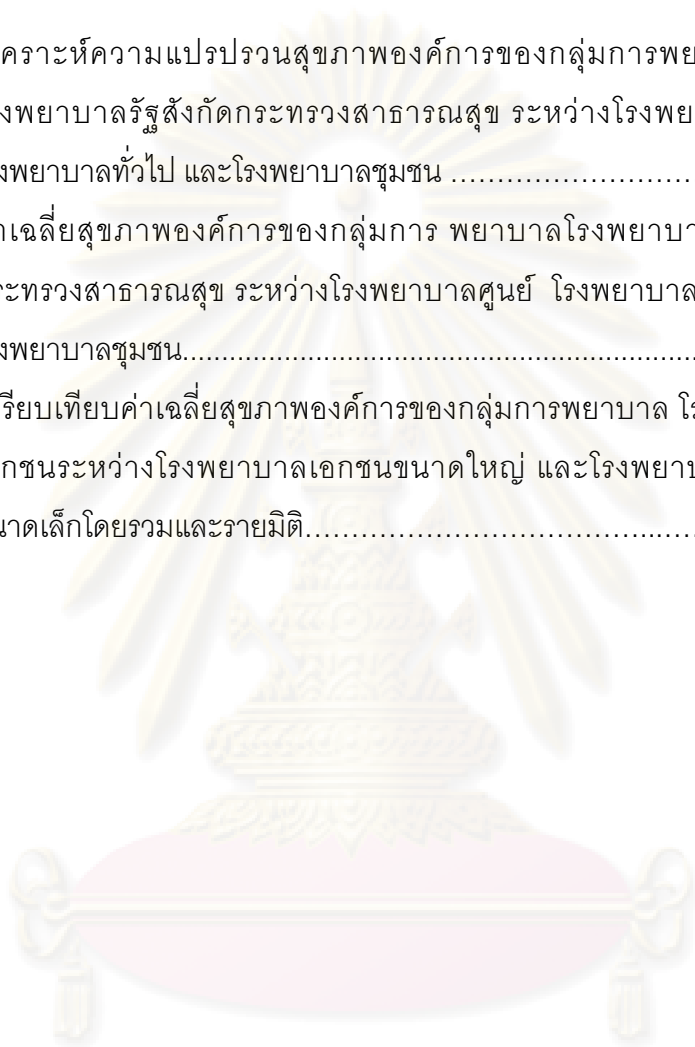 คราะห์ความแปรปรวนสุขภาพองค์การของกลุ่มการพย
งพยาบาลรัฐสังกัดกระทรวงสาธารณสุข ระหว่างโรงพย
งพยาบาลทั่วไป และโรงพยาบาลชุมชน ……………………
าเฉลี่ยสุขภาพองค์การของกลุ่มการ พยาบาลโรงพยาบา
ระทรวงสาธารณสุข ระหว่างโรงพยาบาลศูนย์ โรงพยาบาล
งพยาบาลชุมชน..................................................................
รียบเทียบค่าเฉลี่ยสุขภาพองค์การของกลุ่มการพยาบาล โร
กชนระหว่างโรงพยาบาลเอกชนขนาดใหญ่ และโรงพยาบ
นาดเล็กโดยรวมและรายมิติ………………………………...…